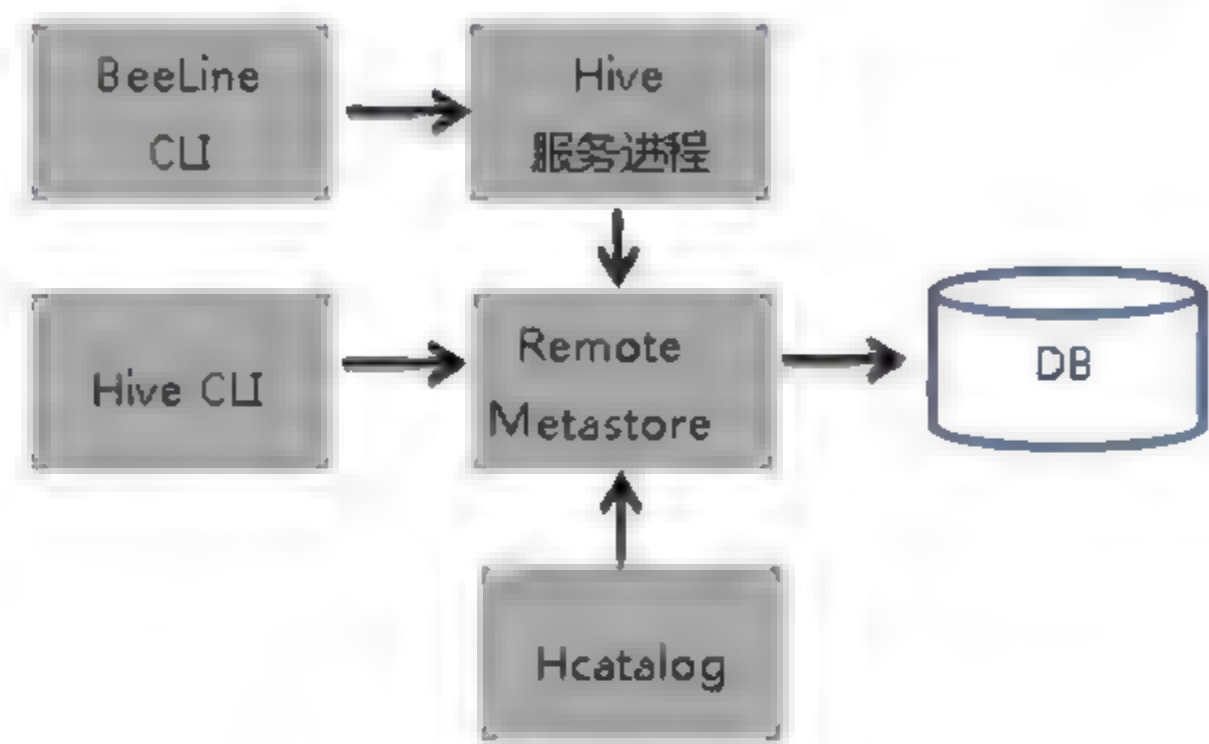 BeeLine
CLI
Hive
服务进程
Hive CLI
Remote
Metastore
DB
Hcatalog